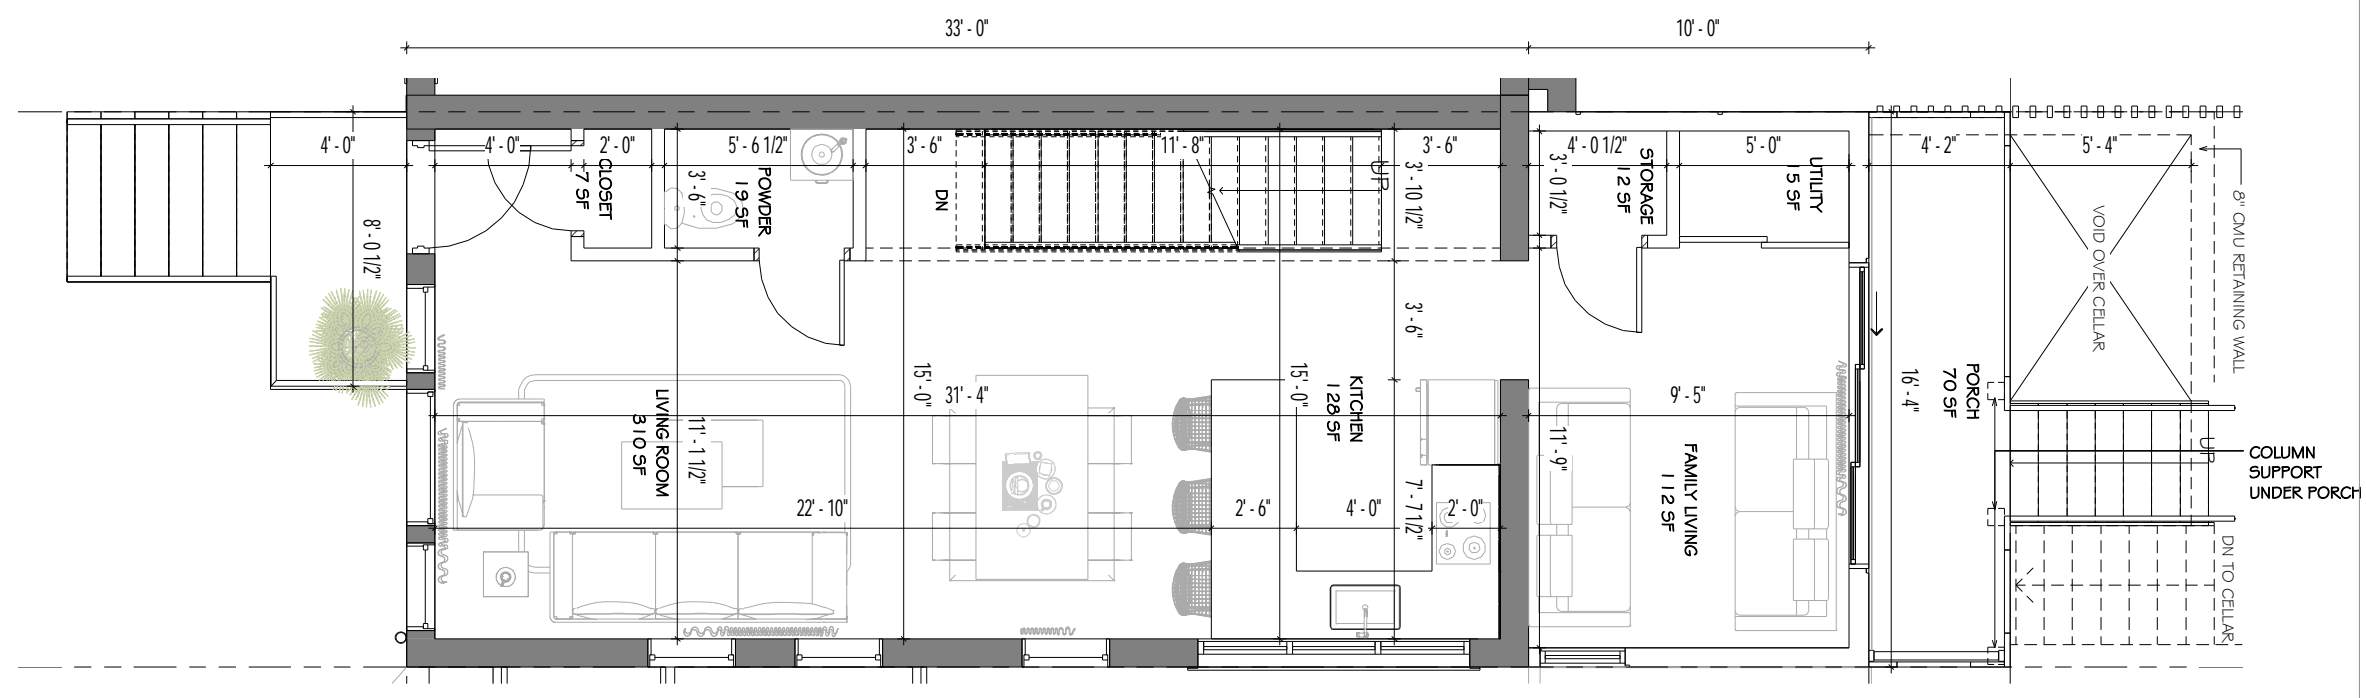 33' - 0"
10' - 0"
4' - 0"
4' - 0"
2' - 0"
5' - 6 1/2"
3' - 6"
11' - 8"
3' - 6"
4' - 0 1/2"
5' - 0"
4' - 2"
5' - 4"
8' - 0 1/2"
CLOSET
7 SF
3' - 6"
POWDER
19 SF
DN
UP
3' - 10 1/2"
3' - 0 1/2"
STORAGE
12 SF
UTILITY
15 SF
VOID OVER CELLAR
8" CMU RETAINING WALL
3' - 6"
LIVING ROOM
310 SF
11' - 1 1/2"
15' - 0"
31' - 4"
15' - 0"
KITCHEN
128 SF
9' - 5"
16' - 4"
PORCH
70 SF
11' - 9"
FAMILY LIVING
112 SF
UP
COLUMN
SUPPORT
UNDER PORCH
22' - 10"
2' - 6"
4' - 0"
7' - 7 1/2"
2' - 0"
DN TO CELLAR